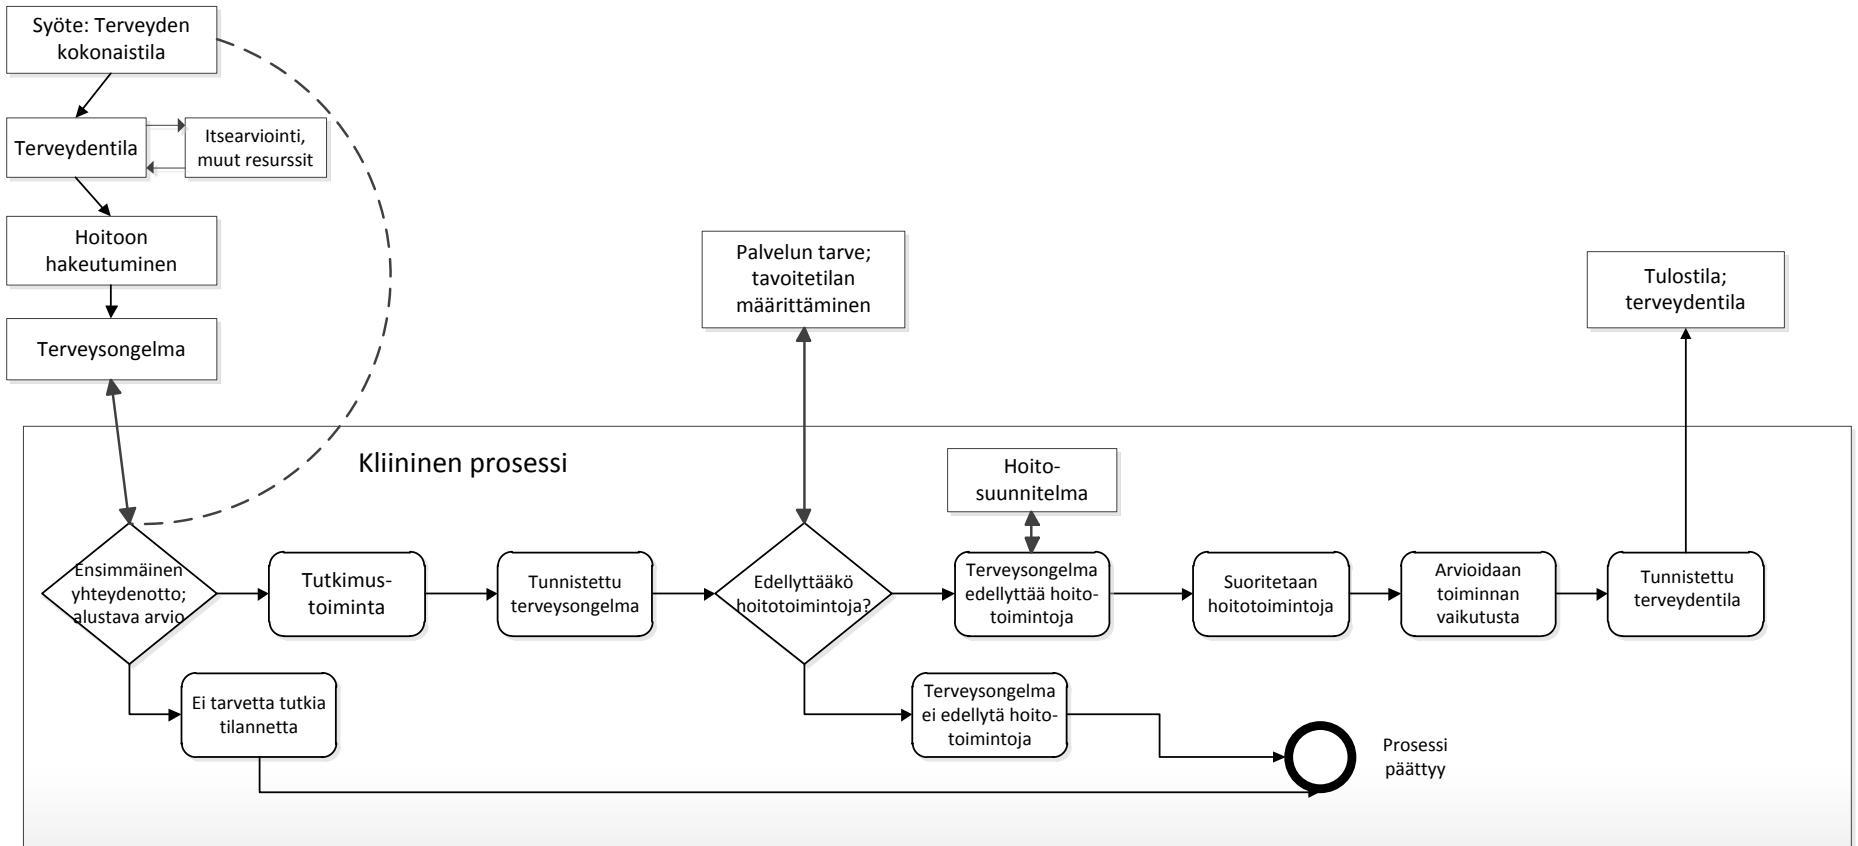 Syöte: Terveyden
kokonaistila
Terveydentila
Itsearviointi,
muut resurssit
Hoitoon
hakeutuminen
Terveysongelma
Palvelun tarve;
tavoitetilan
määrittäminen
Tulostila;
terveydentila
Kliininen prosessi
Hoito-
suunnitelma
Ensimmäinen
yhteydenotto;
alustava arvio
Tutkimus-
toiminta
Tunnistettu
terveysongelma
Edellyttääkö
hoitotoimintoja?
Terveysongelma
edellyttää hoito-
toimintoja
Suoritetaan
hoitotoimintoja
Arvioidaan
toiminnan
vaikutusta
Tunnistettu
terveydentila
Ei tarvetta tutkia
tilannetta
Terveysongelma
ei edellytä hoito-
toimintoja
Prosessi
päättyy